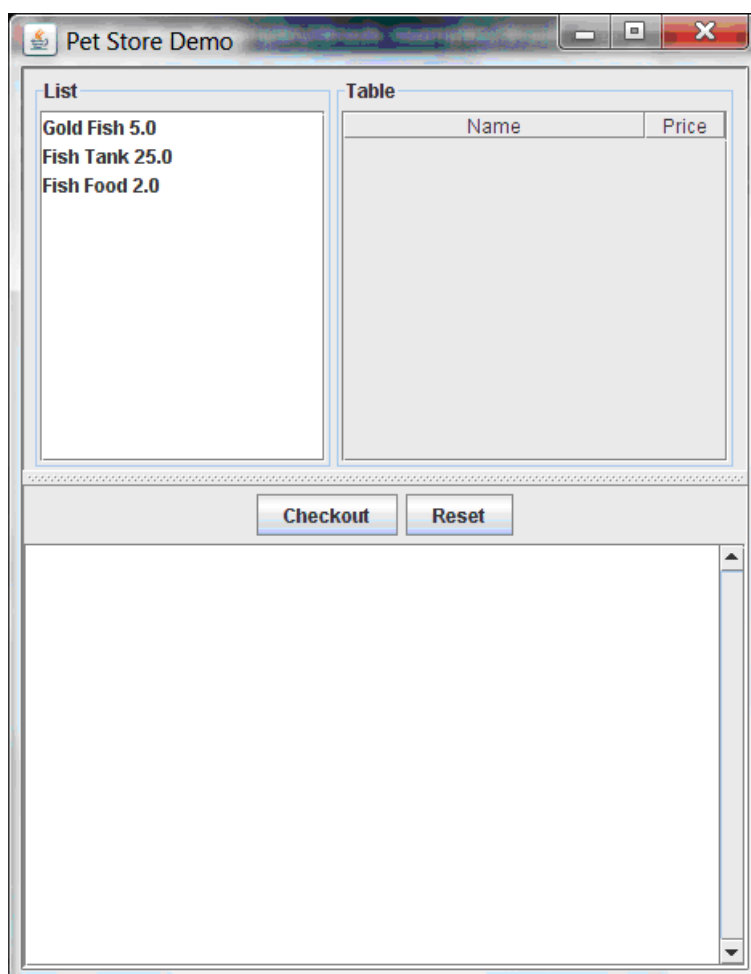 Pet Store Demo
List
Table
Gold Fish 5.0
Fish Tank 25.0
Fish Food 2.0
Name Price
Checkout Reset